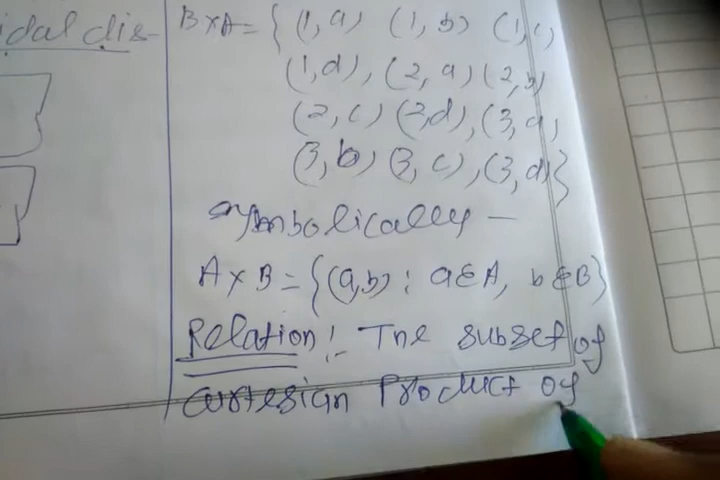 idal dis-
B×A = {(1,a) (1,b) (1,c)
(1,d), (2,a) (2,b)
(2,c) (2,d), (3,a)
(3,b) (3,c), (3,d)}
symbolically —
A×B = {(a,b) : a∈A, b∈B}
Relation :- The subset of
cartesian Product of